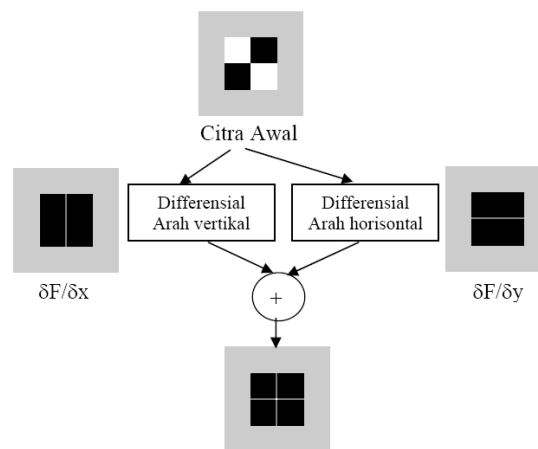 Citra Awal
Differensial
Arah vertikal
Differensial
Arah horisontal
δF/δx
δF/δy
+